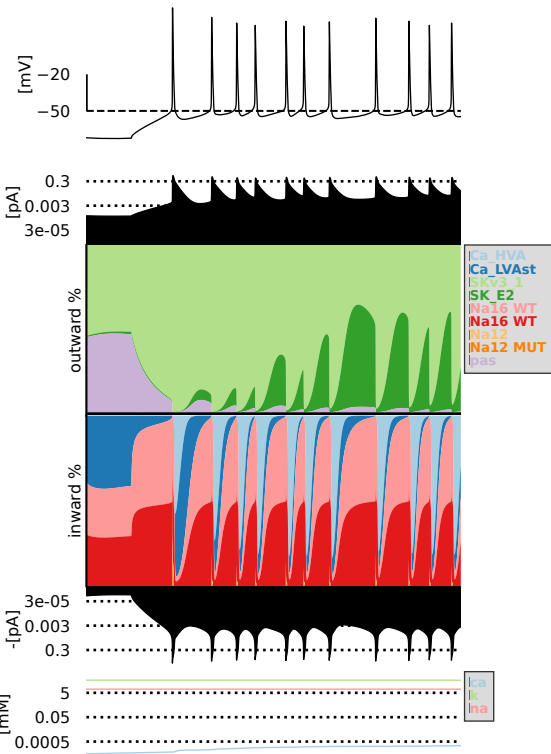 [mV]
−20
−50
[pA]
0.3
0.003
3e-05
outward %
Ca_HVA
Ca_LVAst
SKv3_1
SK_E2
Na16 WT
Na16 WT
Na12
Na12 MUT
pas
inward %
-[pA]
3e-05
0.003
0.3
[mM]
5
0.05
0.0005
ca
k
na